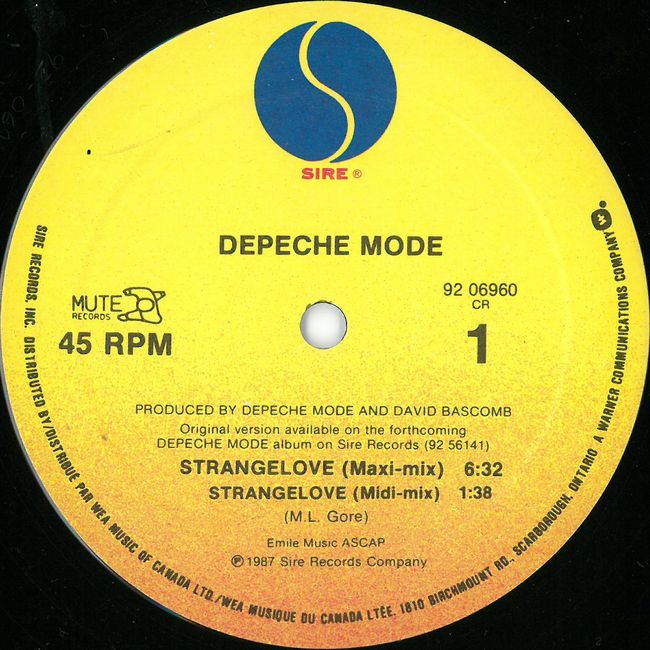 SIRE ®
DEPECHE MODE
MUTE
RECORDS
45 RPM
92 06960
CR
1
PRODUCED BY DEPECHE MODE AND DAVID BASCOMB
Original version available on the forthcoming
DEPECHE MODE album on Sire Records (92 56141)
STRANGELOVE (Maxi-mix) 6:32
STRANGELOVE (Midi-mix) 1:38
(M.L. Gore)
Emile Music ASCAP
℗ 1987 Sire Records Company
SIRE RECORDS, INC. DISTRIBUTED BY/DISTRIBUÉ PAR WEA MUSIC OF CANADA LTD./WEA MUSIQUE DU CANADA LTÉE, 1810 BIRCHMOUNT RD., SCARBOROUGH, ONTARIO A WARNER COMMUNICATIONS COMPANY